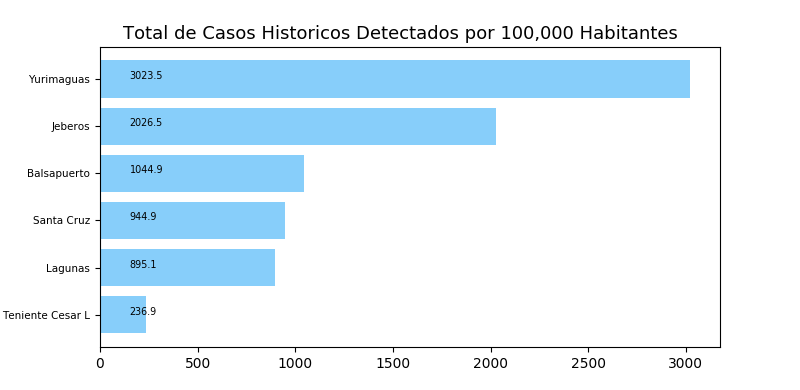 Total de Casos Historicos Detectados por 100,000 Habitantes
Yurimaguas 3023.5
Jeberos 2026.5
Balsapuerto 1044.9
Santa Cruz 944.9
Lagunas 895.1
Teniente Cesar L 236.9
0 500 1000 1500 2000 2500 3000